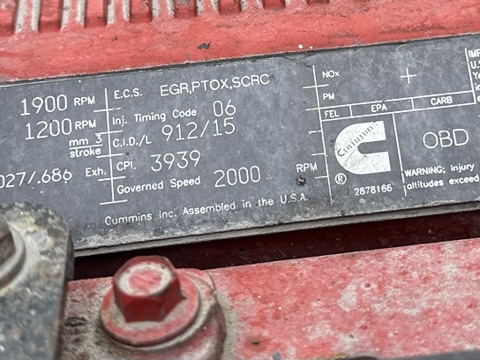 1900 RPM
1200 RPM
mm 3
stroke
027/.686 Exh.
E.C.S. EGR,PTOX,SCRC
Inj. Timing Code 06
C.I.D./L 912/15
CPL 3939
Governed Speed 2000 RPM
Cummins Inc. Assembled in the U.S.A.
NOx
PM
FEL EPA CARB
Cummins
®
2878166
OBD
IMP
U.S.
WARNING: injury
altitudes exceed